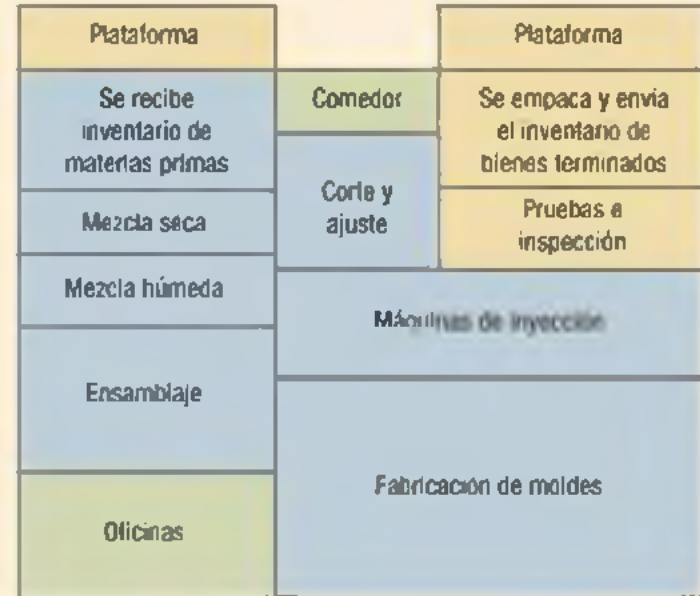 Plataforma
Se recibe
inventario de
materias primas
Mezcla seca
Mezcla húmeda
Ensamblaje
Oficinas
Comedor
Corte y
ajuste
Plataforma
Se empaca y envia
el inventario de
bienes terminados
Pruebas e
inspección
Máquinas de inyección
Fabricación de moldes